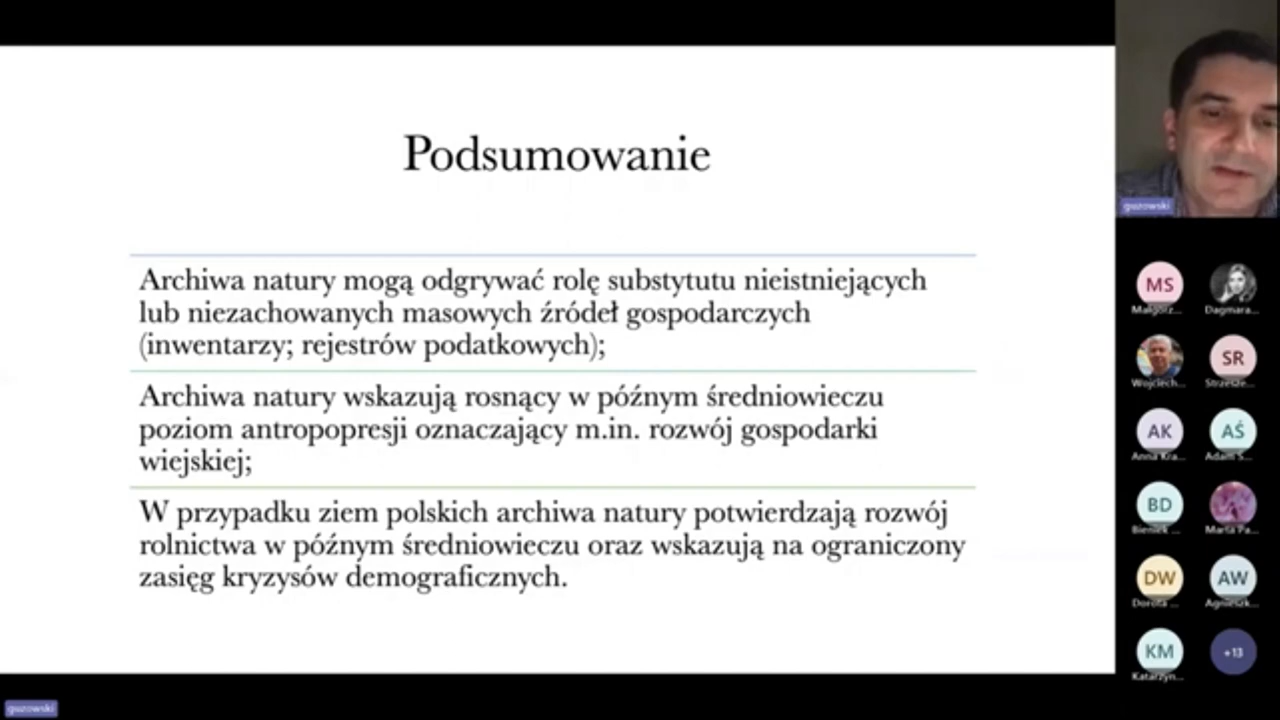 Podsumowanie
Archiwa natury mogą odgrywać rolę substytutu nieistniejących
lub niezachowanych masowych źródeł gospodarczych
(inwentarzy; rejestrów podatkowych);
Archiwa natury wskazują rosnący w późnym średniowieczu
poziom antropopresji oznaczający m.in. rozwój gospodarki
wiejskiej;
W przypadku ziem polskich archiwa natury potwierdzają rozwój
rolnictwa w późnym średniowieczu oraz wskazują na ograniczony
zasięg kryzysów demograficznych.
guzowski
MS
Małgorz...
Dagmara...
Wojciech...
SR
AK
Anna Kra...
AŚ
Adam S...
BD
Bieniek ...
Marta Pa...
DW
Dorota ...
AW
Agnieszk...
KM
Katarzyn...
+13
guzowski